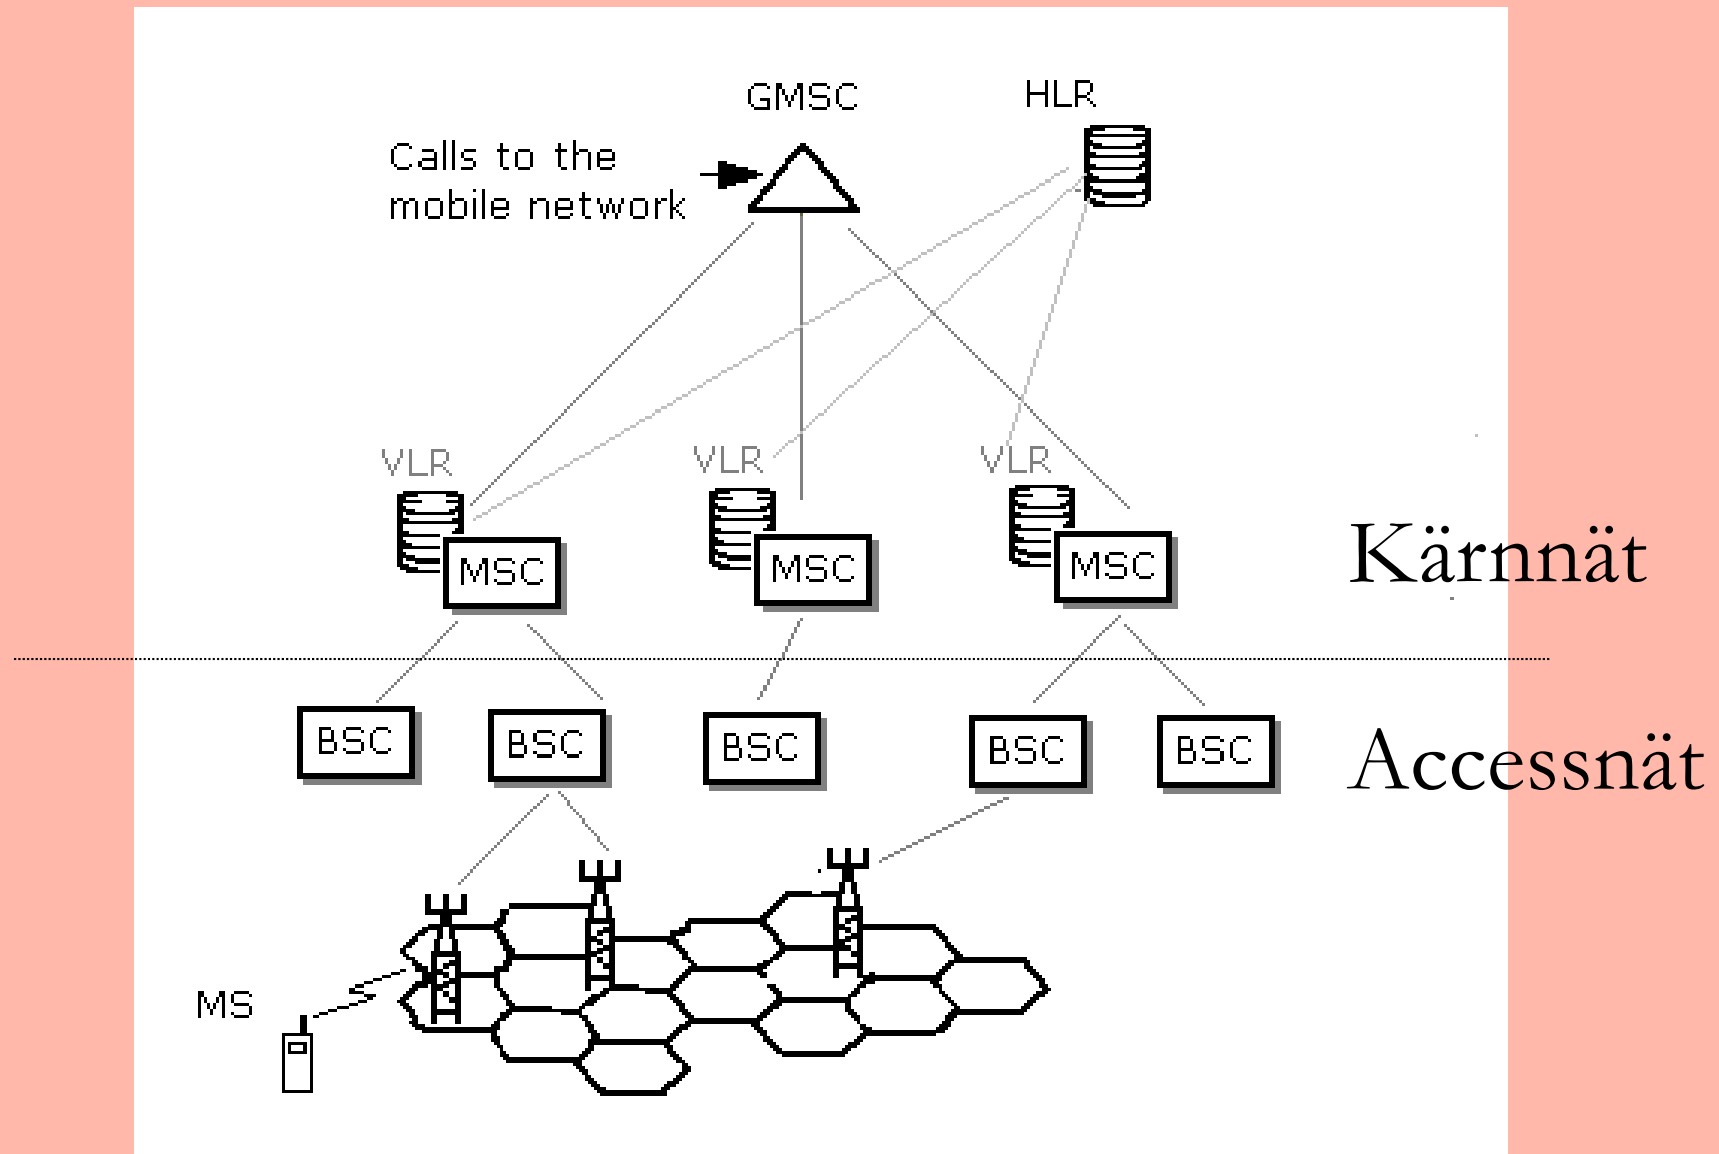 GMSC
HLR
Calls to the
mobile network
VLR
VLR
VLR
MSC
MSC
MSC
Kärnnät
BSC
BSC
BSC
BSC
BSC
Accessnät
MS